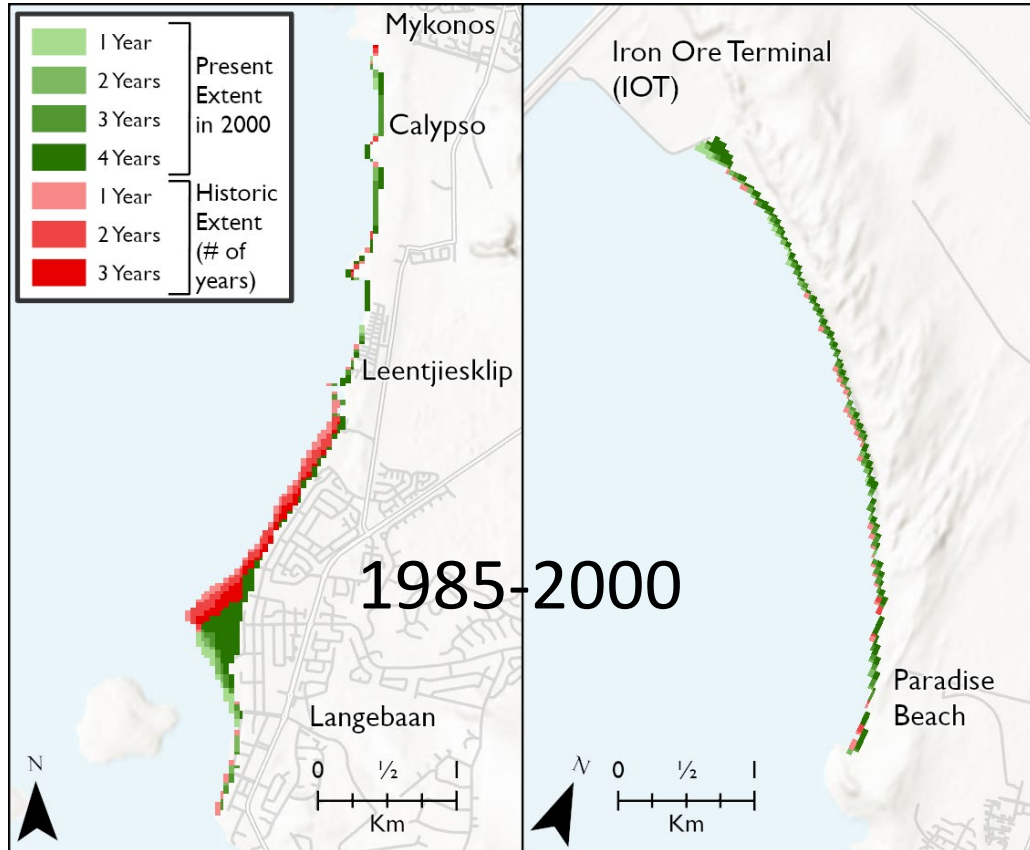 1 Year
2 Years
3 Years
4 Years
Present
Extent
in 2000
1 Year
2 Years
3 Years
Historic
Extent
(# of
years)
Mykonos
Calypso
Leentjiesklip
Langebaan
N
0 ½ 1
Km
1985-2000
Iron Ore Terminal
(IOT)
Paradise
Beach
N
0 ½ 1
Km